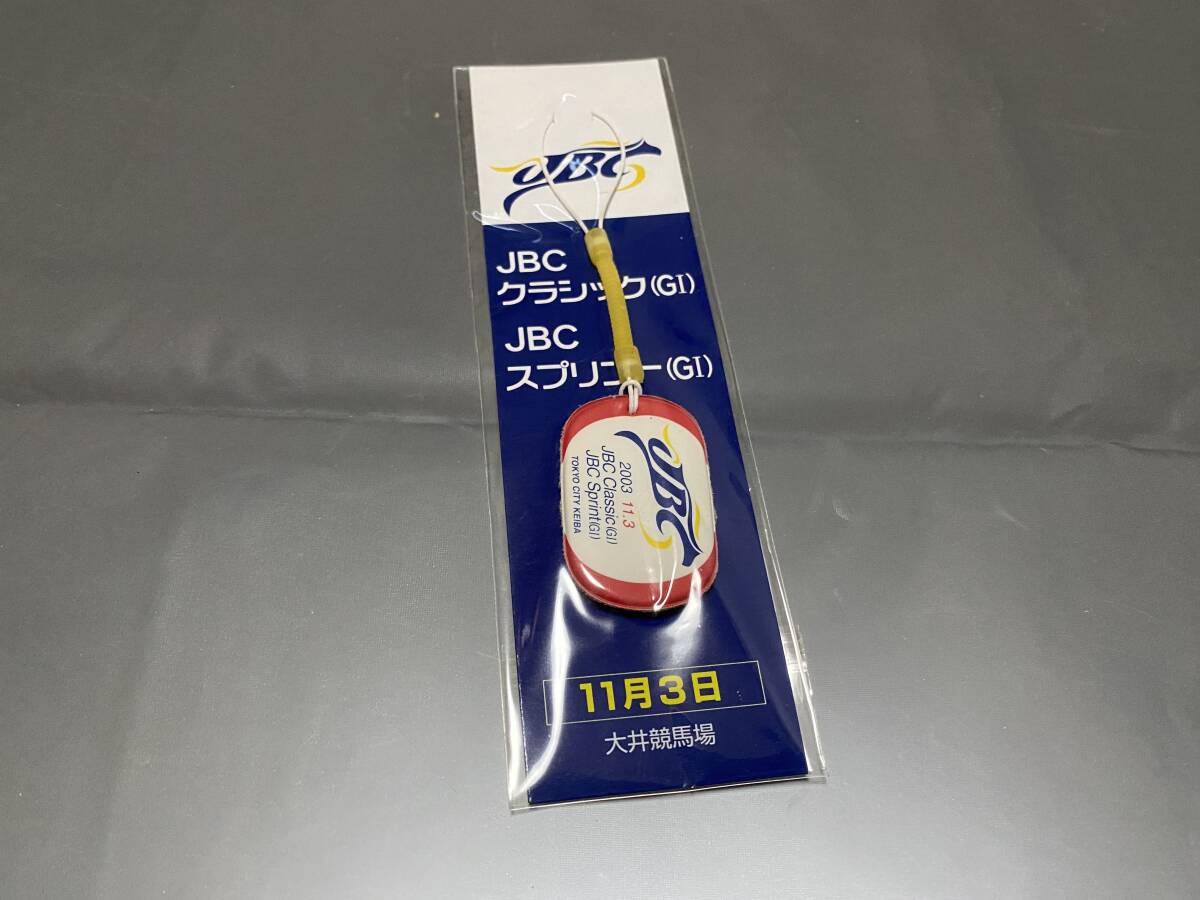 JBC
JBC
クラシック(GI)
JBC
スプリント(GI)
JBC
2003 11.3
JBC Classic(GI)
JBC Sprint(GI)
TOKYO CITY KEIBA
11月3日
大井競馬場